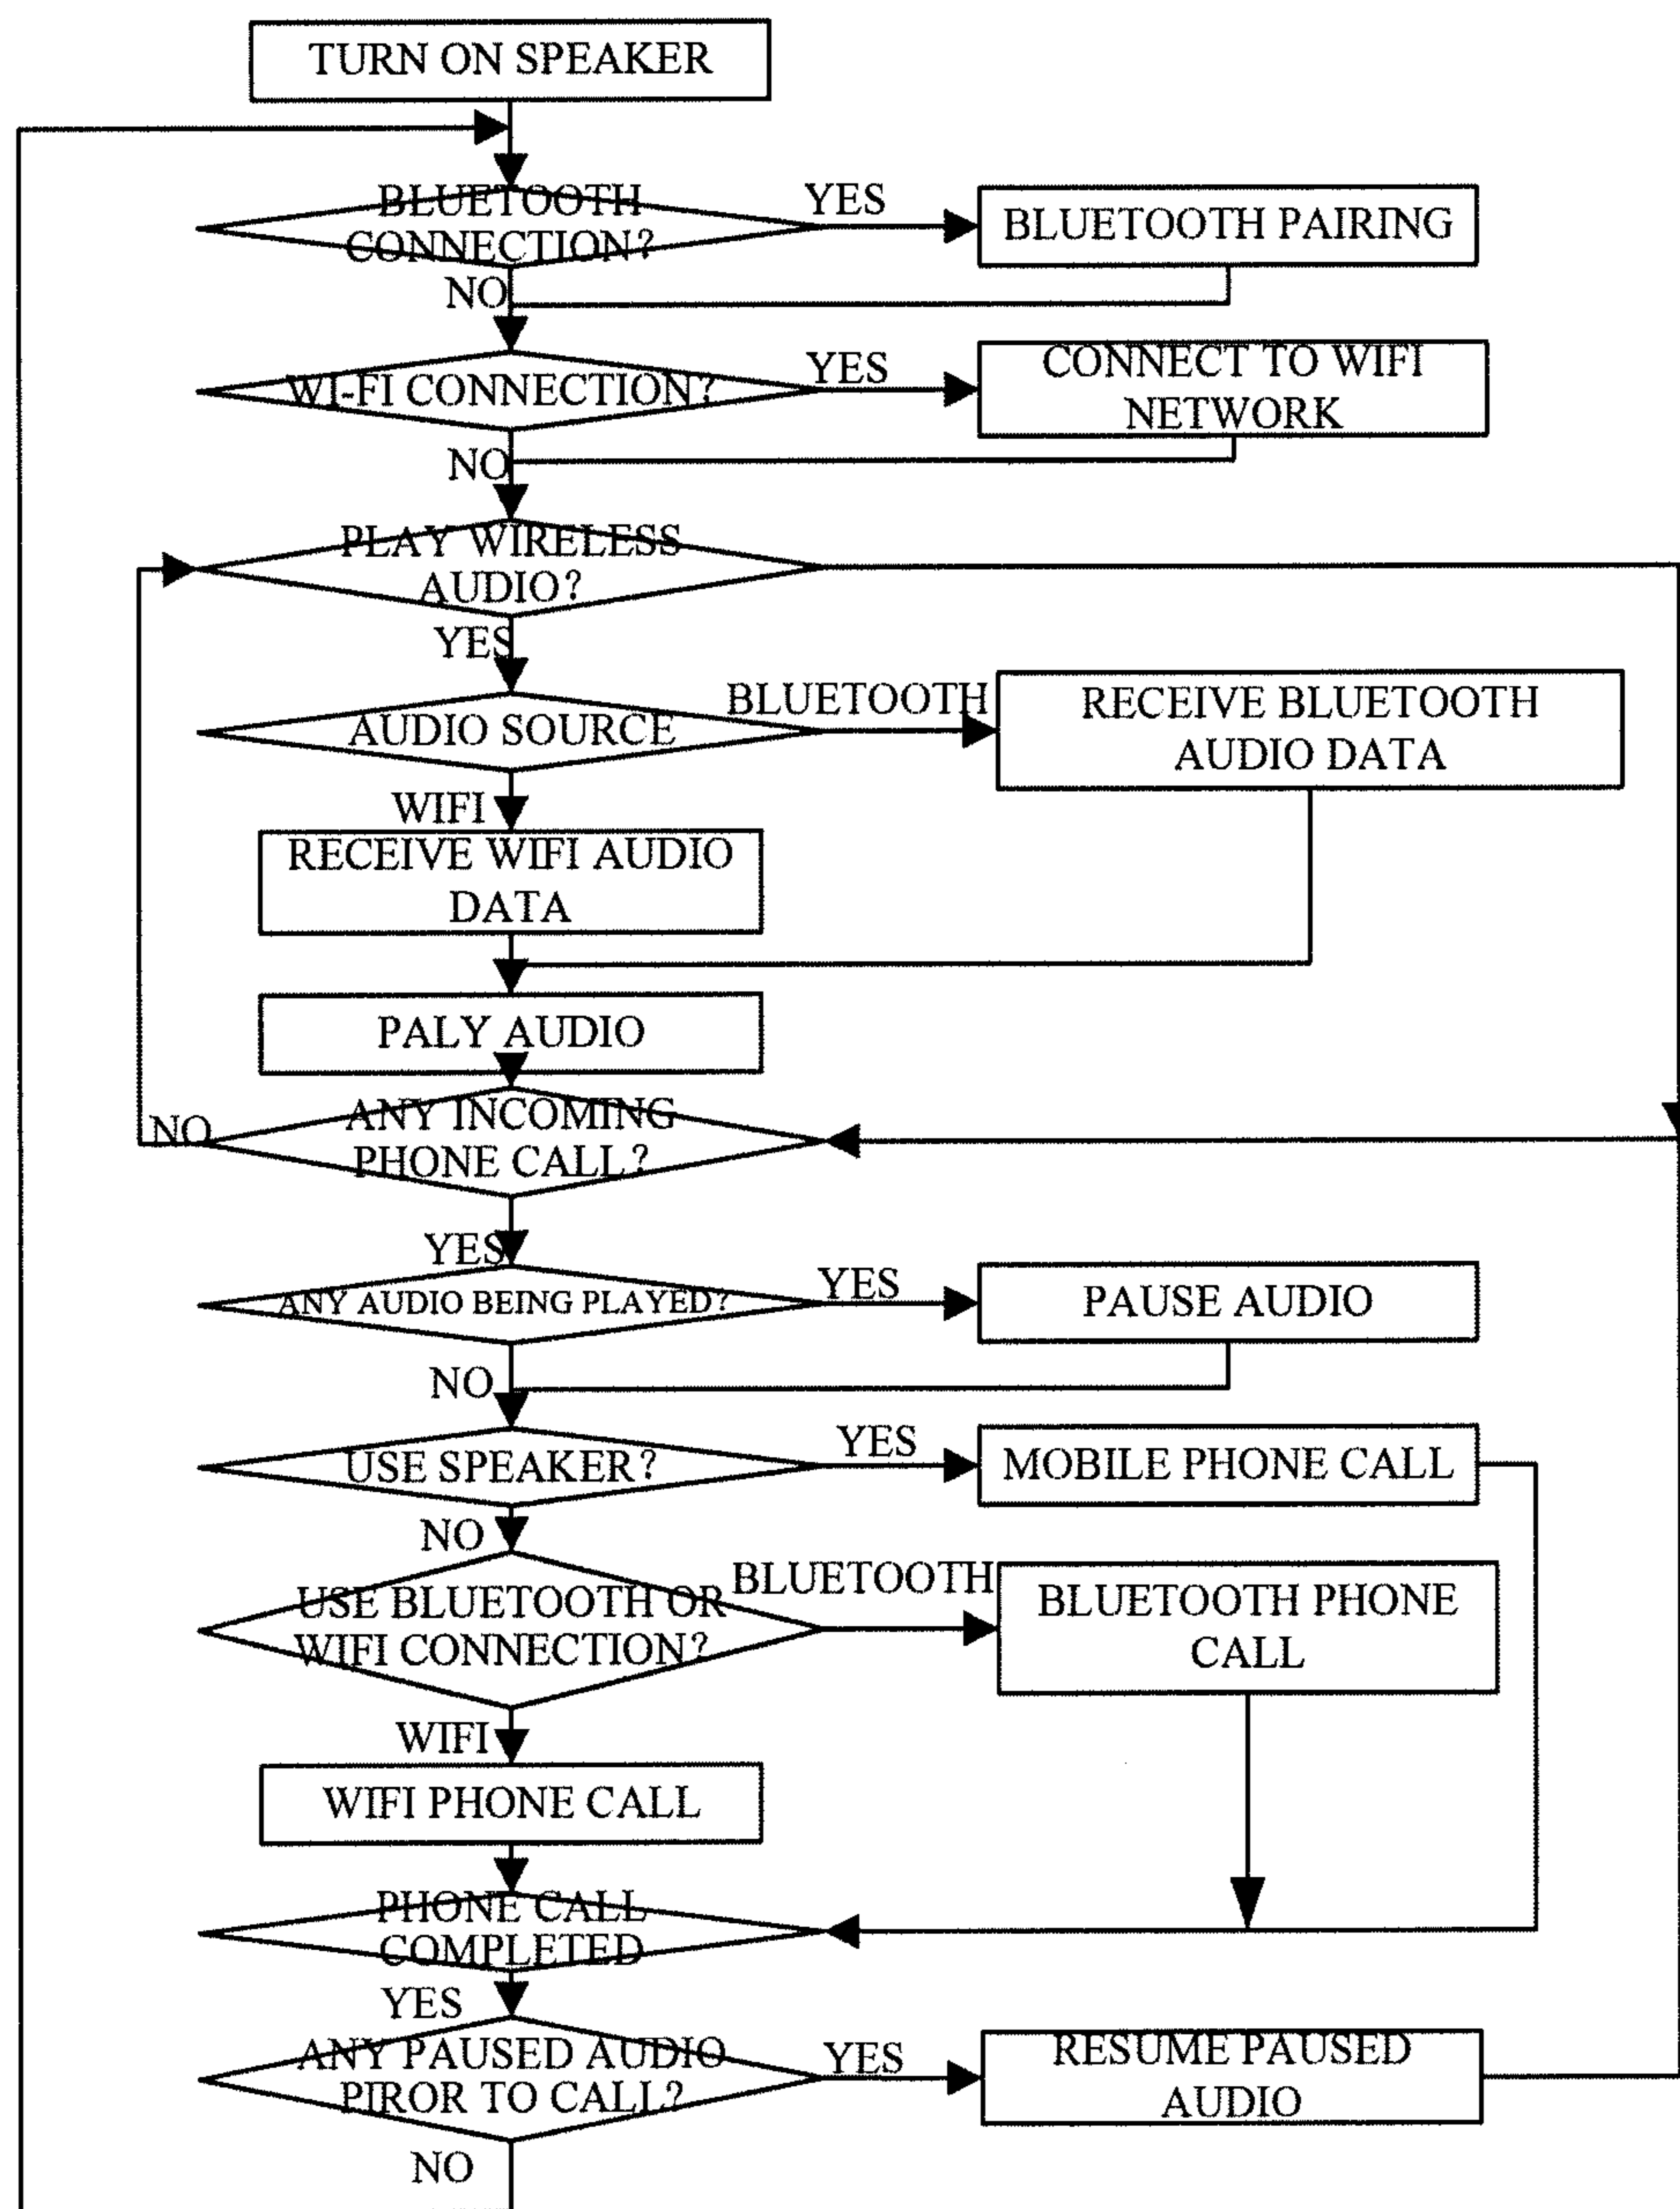 TURN ON SPEAKER
BLUETOOTH
CONNECTION?
YES
BLUETOOTH PAIRING
NO
WI-FI CONNECTION?
YES
CONNECT TO WIFI
NETWORK
NO
PLAY WIRELESS
AUDIO?
YES
AUDIO SOURCE
BLUETOOTH
RECEIVE BLUETOOTH
AUDIO DATA
WIFI
RECEIVE WIFI AUDIO
DATA
PALY AUDIO
ANY INCOMING
PHONE CALL?
NO
YES
ANY AUDIO BEING PLAYED?
YES
PAUSE AUDIO
NO
USE SPEAKER?
YES
MOBILE PHONE CALL
NO
USE BLUETOOTH OR
WIFI CONNECTION?
BLUETOOTH
BLUETOOTH PHONE
CALL
WIFI
WIFI PHONE CALL
PHONE CALL
COMPLETED
YES
ANY PAUSED AUDIO
PIROR TO CALL?
YES
RESUME PAUSED
AUDIO
NO